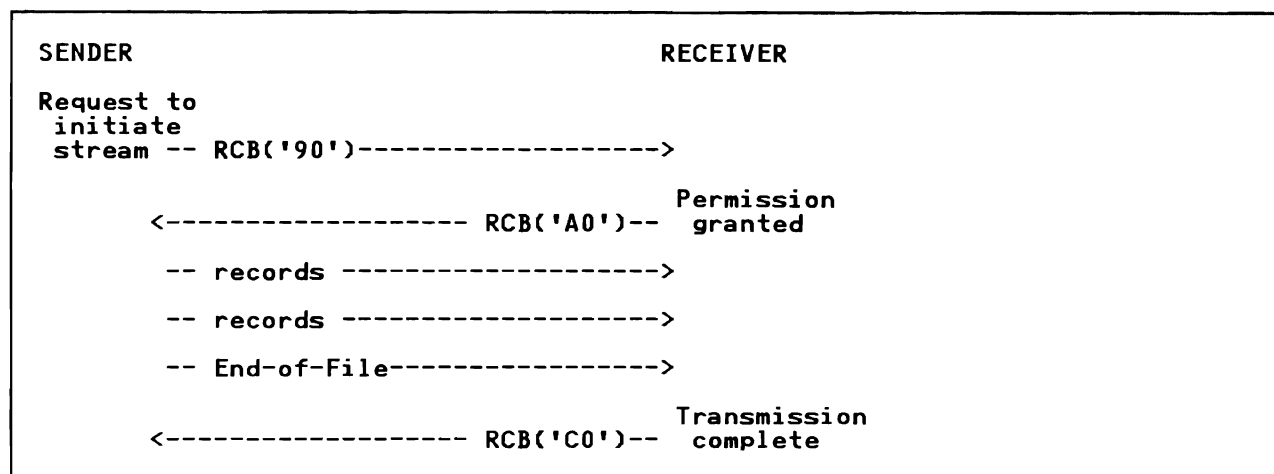 SENDER RECEIVER
Request to
initiate
stream -- RCB('90')------------------->
Permission
<------------------- RCB('A0')-- granted
-- records -------------------->
-- records -------------------->
-- End-of-File----------------->
Transmission
<------------------- RCB('C0')-- complete